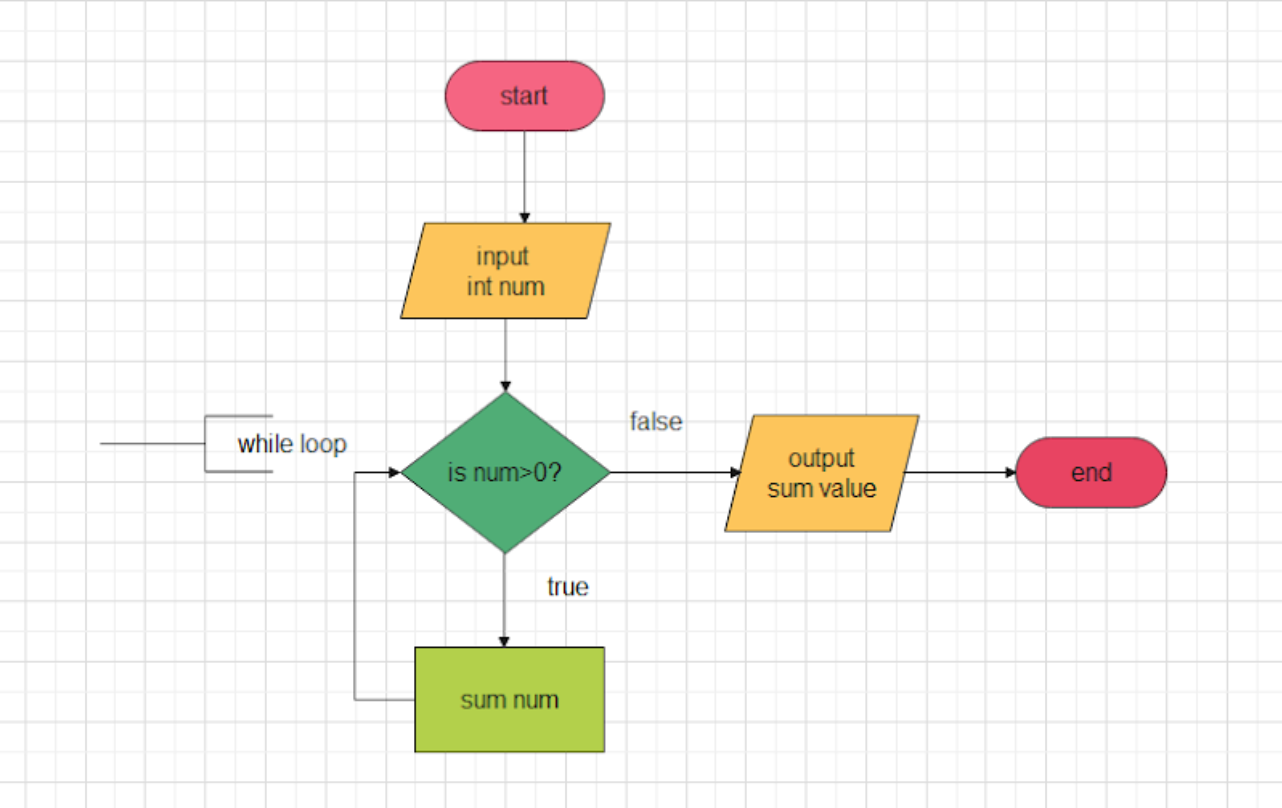 start
input
int num
while loop
is num>0?
false
output
sum value
end
true
sum num